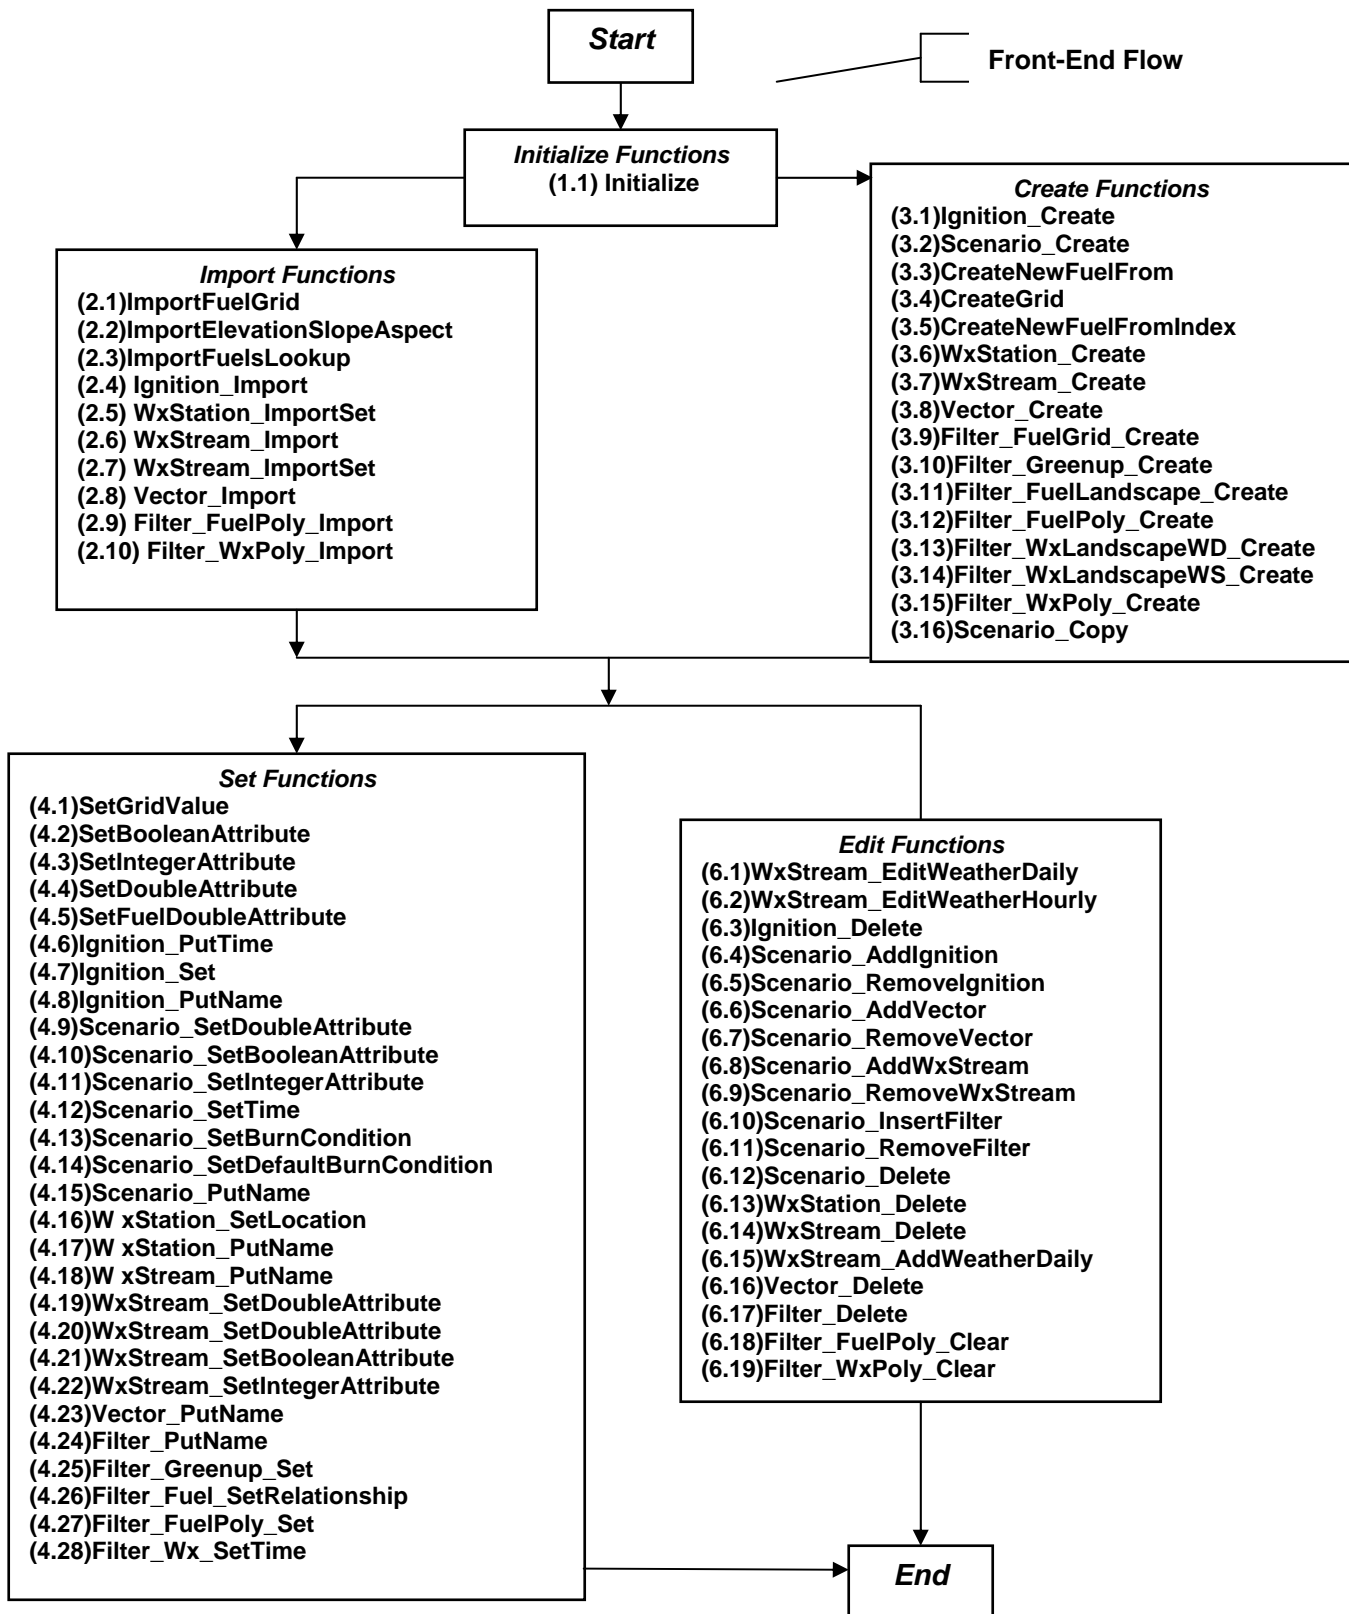 Start
Front-End Flow
Initialize Functions
(1.1) Initialize
Import Functions
(2.1)ImportFuelGrid
(2.2)ImportElevationSlopeAspect
(2.3)ImportFuelsLookup
(2.4) Ignition_Import
(2.5) WxStation_ImportSet
(2.6) WxStream_Import
(2.7) WxStream_ImportSet
(2.8) Vector_Import
(2.9) Filter_FuelPoly_Import
(2.10) Filter_WxPoly_Import
Create Functions
(3.1)Ignition_Create
(3.2)Scenario_Create
(3.3)CreateNewFuelFrom
(3.4)CreateGrid
(3.5)CreateNewFuelFromIndex
(3.6)WxStation_Create
(3.7)WxStream_Create
(3.8)Vector_Create
(3.9)Filter_FuelGrid_Create
(3.10)Filter_Greenup_Create
(3.11)Filter_FuelLandscape_Create
(3.12)Filter_FuelPoly_Create
(3.13)Filter_WxLandscapeWD_Create
(3.14)Filter_WxLandscapeWS_Create
(3.15)Filter_WxPoly_Create
(3.16)Scenario_Copy
Set Functions
(4.1)SetGridValue
(4.2)SetBooleanAttribute
(4.3)SetIntegerAttribute
(4.4)SetDoubleAttribute
(4.5)SetFuelDoubleAttribute
(4.6)Ignition_PutTime
(4.7)Ignition_Set
(4.8)Ignition_PutName
(4.9)Scenario_SetDoubleAttribute
(4.10)Scenario_SetBooleanAttribute
(4.11)Scenario_SetIntegerAttribute
(4.12)Scenario_SetTime
(4.13)Scenario_SetBurnCondition
(4.14)Scenario_SetDefaultBurnCondition
(4.15)Scenario_PutName
(4.16)W xStation_SetLocation
(4.17)W xStation_PutName
(4.18)W xStream_PutName
(4.19)WxStream_SetDoubleAttribute
(4.20)WxStream_SetDoubleAttribute
(4.21)WxStream_SetBooleanAttribute
(4.22)WxStream_SetIntegerAttribute
(4.23)Vector_PutName
(4.24)Filter_PutName
(4.25)Filter_Greenup_Set
(4.26)Filter_Fuel_SetRelationship
(4.27)Filter_FuelPoly_Set
(4.28)Filter_Wx_SetTime
Edit Functions
(6.1)WxStream_EditWeatherDaily
(6.2)WxStream_EditWeatherHourly
(6.3)Ignition_Delete
(6.4)Scenario_AddIgnition
(6.5)Scenario_RemoveIgnition
(6.6)Scenario_AddVector
(6.7)Scenario_RemoveVector
(6.8)Scenario_AddWxStream
(6.9)Scenario_RemoveWxStream
(6.10)Scenario_InsertFilter
(6.11)Scenario_RemoveFilter
(6.12)Scenario_Delete
(6.13)WxStation_Delete
(6.14)WxStream_Delete
(6.15)WxStream_AddWeatherDaily
(6.16)Vector_Delete
(6.17)Filter_Delete
(6.18)Filter_FuelPoly_Clear
(6.19)Filter_WxPoly_Clear
End